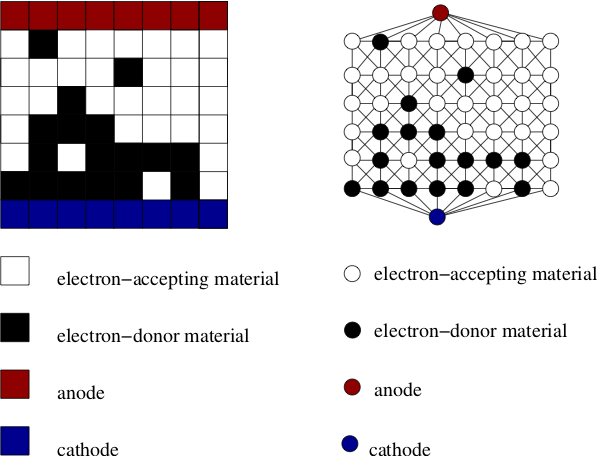 electron−accepting material
electron−donor material
anode
cathode
electron−accepting material
electron−donor material
anode
cathode